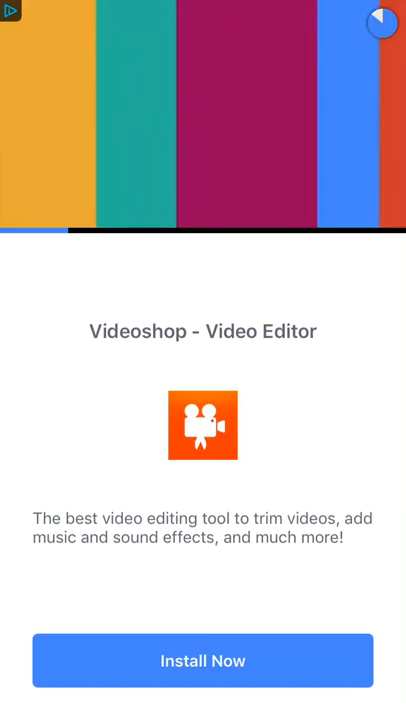 Videoshop - Video Editor
The best video editing tool to trim videos, add
music and sound effects, and much more!
Install Now